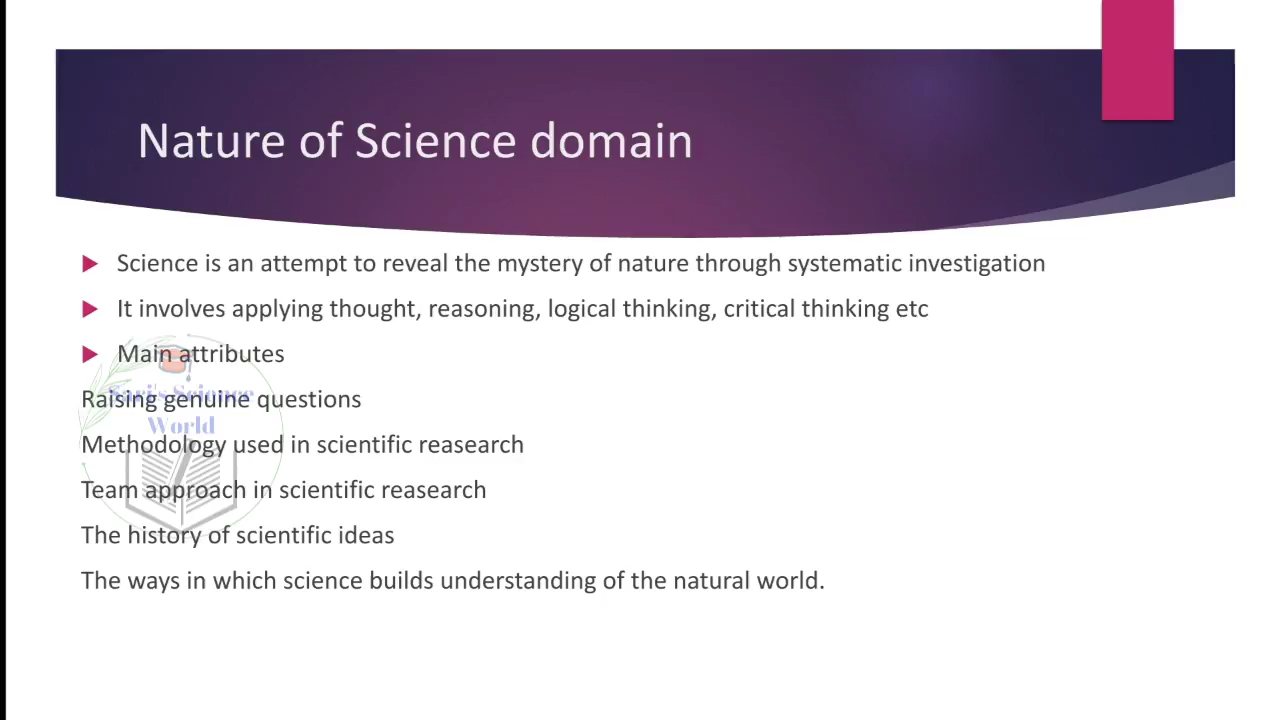 Nature of Science domain
Science is an attempt to reveal the mystery of nature through systematic investigation
It involves applying thought, reasoning, logical thinking, critical thinking etc
Main attributes
Raising genuine questions
Methodology used in scientific reasearch
Team approach in scientific reasearch
The history of scientific ideas
The ways in which science builds understanding of the natural world.
Science
World